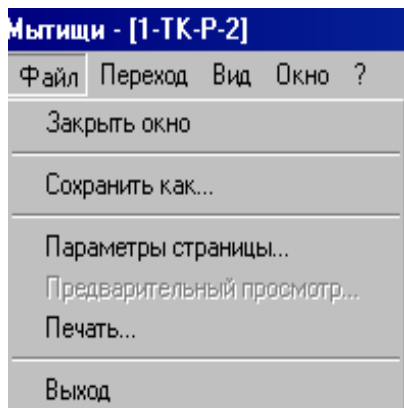 Мытищи - [1-ТК-Р-2]
Файл Переход Вид Окно ?
Закрыть окно
Сохранить как...
Параметры страницы...
Предварительный просмотр...
Печать...
Выход